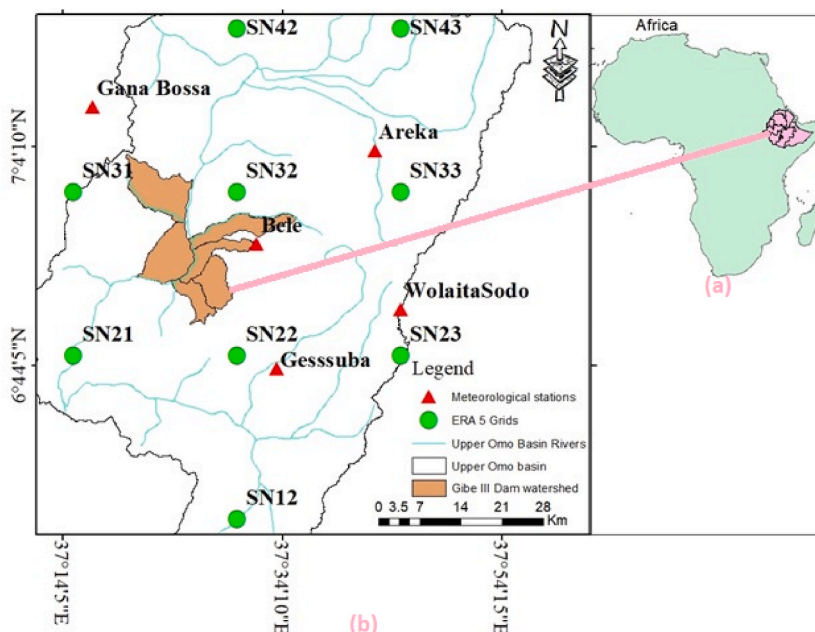 SN42
SN43
N
Africa
Gana Bossa
Areka
7°4'10"N
SN31
SN32
SN33
Bele
(a)
WolaitaSodo
SN21
SN22
SN23
Gesssuba
6°44'5"N
Legend
Meteorological stations
ERA 5 Grids
Upper Omo Basin Rivers
Upper Omo basin
Gibe III Dam watershed
SN12
0 3.5 7 14 21 28
Km
37°14'5"E
37°34'10"E
37°54'15"E
(b)